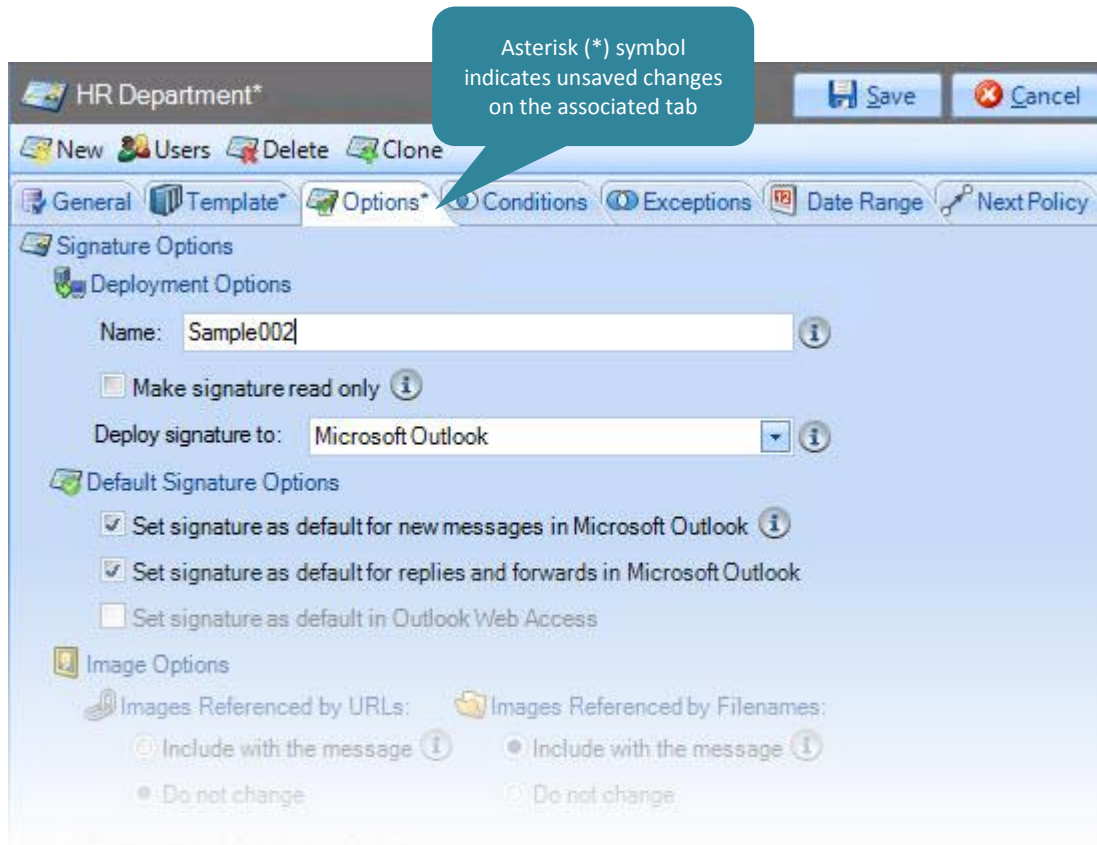 Asterisk (*) symbol
indicates unsaved changes
on the associated tab
HR Department*
Save Cancel
New Users Delete Clone
General Template* Options* Conditions Exceptions Date Range Next Policy
Signature Options
Deployment Options
Name: Sample002
Make signature read only
Deploy signature to: Microsoft Outlook
Default Signature Options
Set signature as default for new messages in Microsoft Outlook
Set signature as default for replies and forwards in Microsoft Outlook
Set signature as default in Outlook Web Access
Image Options
Images Referenced by URLs: Images Referenced by Filenames:
Include with the message Include with the message
Do not change Do not change